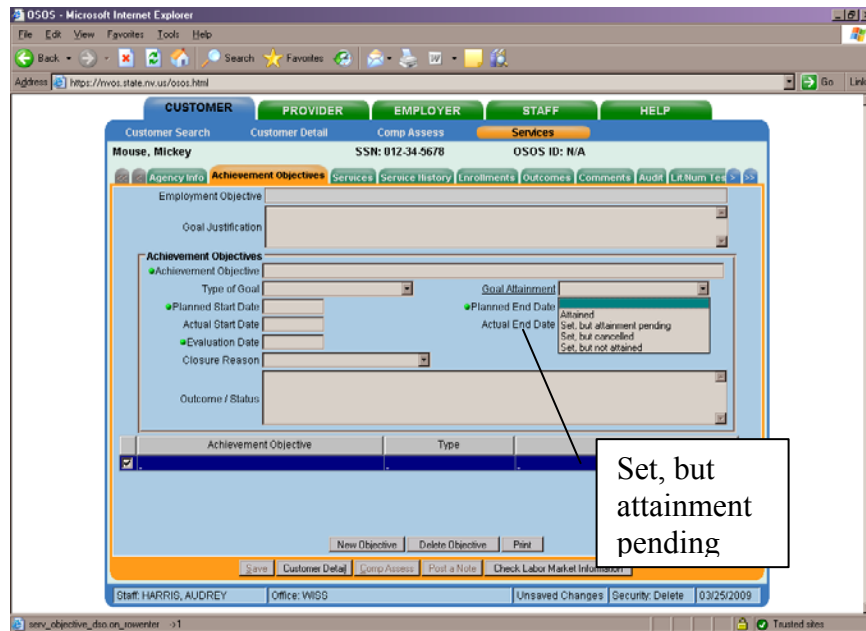 OSOS - Microsoft Internet Explorer
File Edit View Favorites Tools Help
Back Search Favorites
Address https://nvos.state.nv.us/osos.html Go Link
CUSTOMER PROVIDER EMPLOYER STAFF HELP
Customer Search Customer Detail Comp Assess Services
Mouse, Mickey SSN: 012-34-5678 OSOS ID: N/A
Agency Info Achievement Objectives Services Service History Enrollments Outcomes Comments Audit Lit.Num Tes > >>
Employment Objective
Goal Justification
Achievement Objectives
Achievement Objective
Type of Goal Goal Attainment
Planned Start Date Planned End Date
Attained
Actual Start Date Actual End Date Set, but attainment pending
Set, but cancelled
Evaluation Date Set, but not attained
Closure Reason
Outcome / Status
Achievement Objective Type
Set, but
attainment
pending
New Objective Delete Objective Print
Save Customer Detail Comp Assess Post a Note Check Labor Market Information
Staff: HARRIS, AUDREY Office: WISS Unsaved Changes Security: Delete 03/25/2009
serv_objective_dso.on_rowenter ->1 Trusted sites